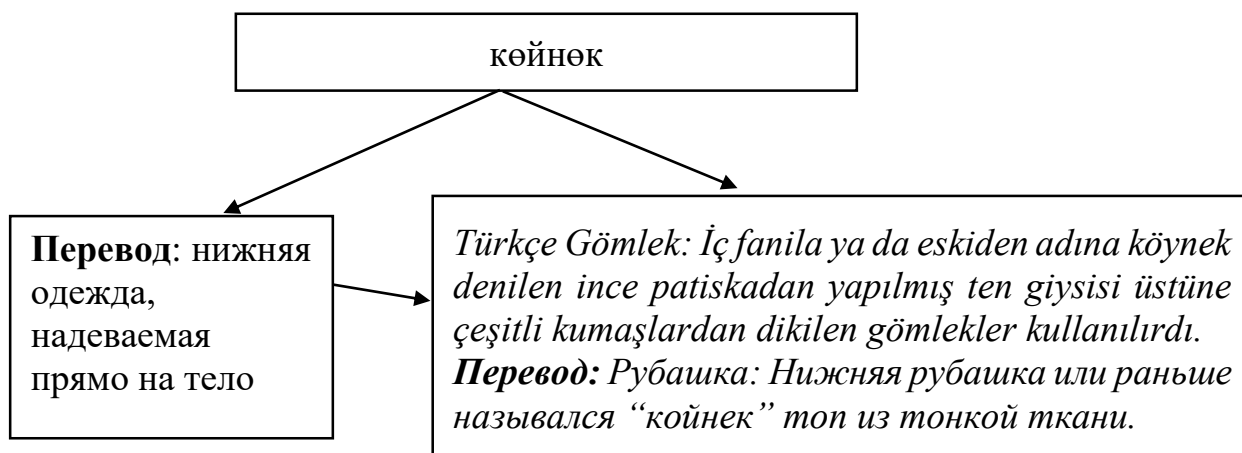 көйнөк
Перевод: нижняя
одежда,
надеваемая
прямо на тело
Türkçe Gömlek: İç fanila ya da eskiden adına köynek
denilen ince patiskadan yapılmış ten giysisi üstüne
çeşitli kumaşlardan dikilen gömlekler kullanılırdı.
Перевод: Рубашка: Нижняя рубашка или раньше
назывался “койнек” топ из тонкой ткани.